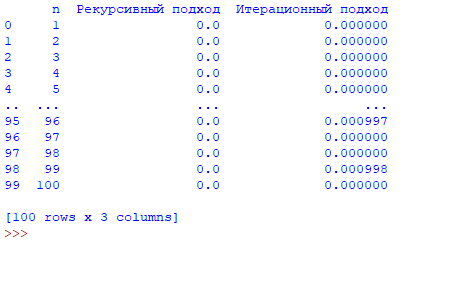 n Рекурсивный подход Итерационный подход
0 1 0.0 0.000000
1 2 0.0 0.000000
2 3 0.0 0.000000
3 4 0.0 0.000000
4 5 0.0 0.000000
.. ... ... ...
95 96 0.0 0.000997
96 97 0.0 0.000000
97 98 0.0 0.000000
98 99 0.0 0.000998
99 100 0.0 0.000000
[100 rows x 3 columns]
>>>